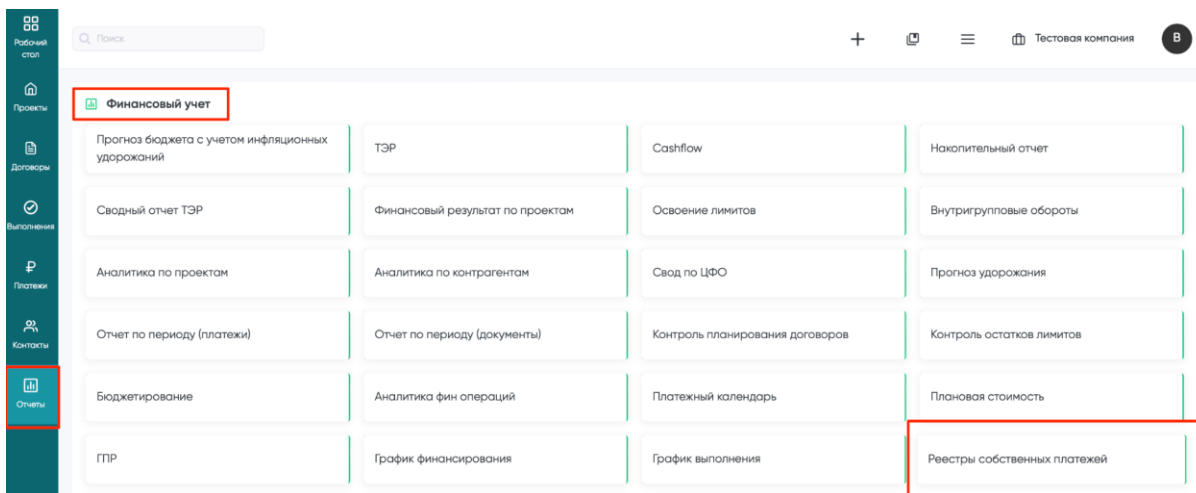 Рабочий
стол
Поиск
Тестовая компания
В
Проекты
Договоры
Выполнения
Платежи
Контакты
Отчеты
Финансовый учет
Прогноз бюджета с учетом инфляционных
удорожаний
ТЭР
Cashflow
Накопительный отчет
Сводный отчет ТЭР
Финансовый результат по проектам
Освоение лимитов
Внутригрупповые обороты
Аналитика по проектам
Аналитика по контрагентам
Свод по ЦФО
Прогноз удорожания
Отчет по периоду (платежи)
Отчет по периоду (документы)
Контроль планирования договоров
Контроль остатков лимитов
Бюджетирование
Аналитика фин операций
Платежный календарь
Плановая стоимость
ГПР
График финансирования
График выполнения
Реестры собственных платежей